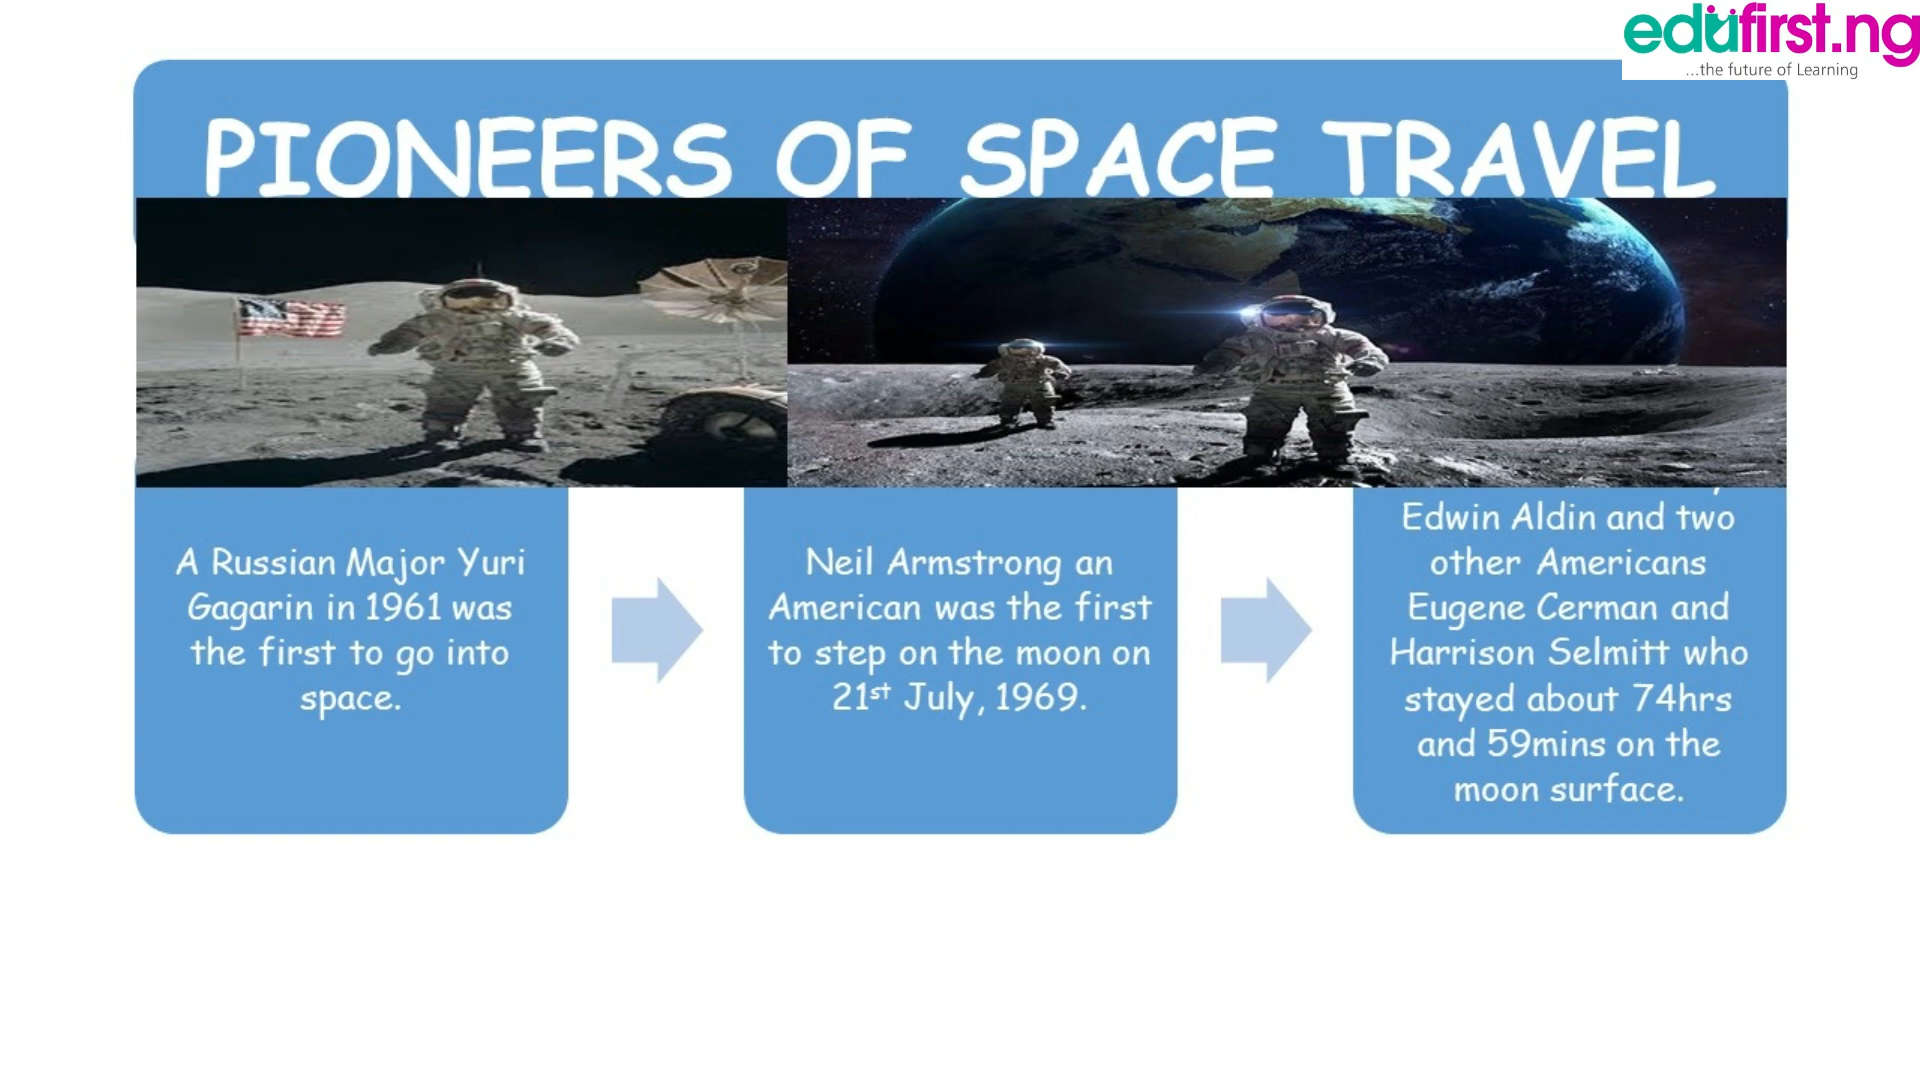 edufirst.ng
...the future of Learning
PIONEERS OF SPACE TRAVEL
A Russian Major Yuri
Gagarin in 1961 was
the first to go into
space.
Neil Armstrong an
American was the first
to step on the moon on
21st July, 1969.
Edwin Aldin and two
other Americans
Eugene Cerman and
Harrison Selmitt who
stayed about 74hrs
and 59mins on the
moon surface.